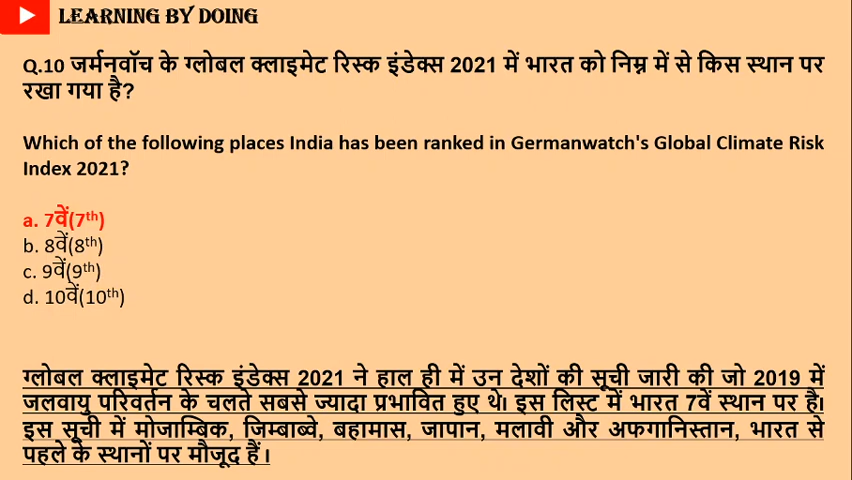 LEARNING BY DOING
Q.10 जर्मनवॉच के ग्लोबल क्लाइमेट रिस्क इंडेक्स 2021 में भारत को निम्न में से किस स्थान पर
रखा गया है?
Which of the following places India has been ranked in Germanwatch's Global Climate Risk
Index 2021?
a. 7वें(7th)
b. 8वें(8th)
c. 9वें(9th)
d. 10वें(10th)
ग्लोबल क्लाइमेट रिस्क इंडेक्स 2021 ने हाल ही में उन देशों की सूची जारी की जो 2019 में
जलवायु परिवर्तन के चलते सबसे ज्यादा प्रभावित हुए थे। इस लिस्ट में भारत 7वें स्थान पर है।
इस सूची में मोजाम्बिक, जिम्बाब्वे, बहामास, जापान, मलावी और अफगानिस्तान, भारत से
पहले के स्थानों पर मौजूद हैं।